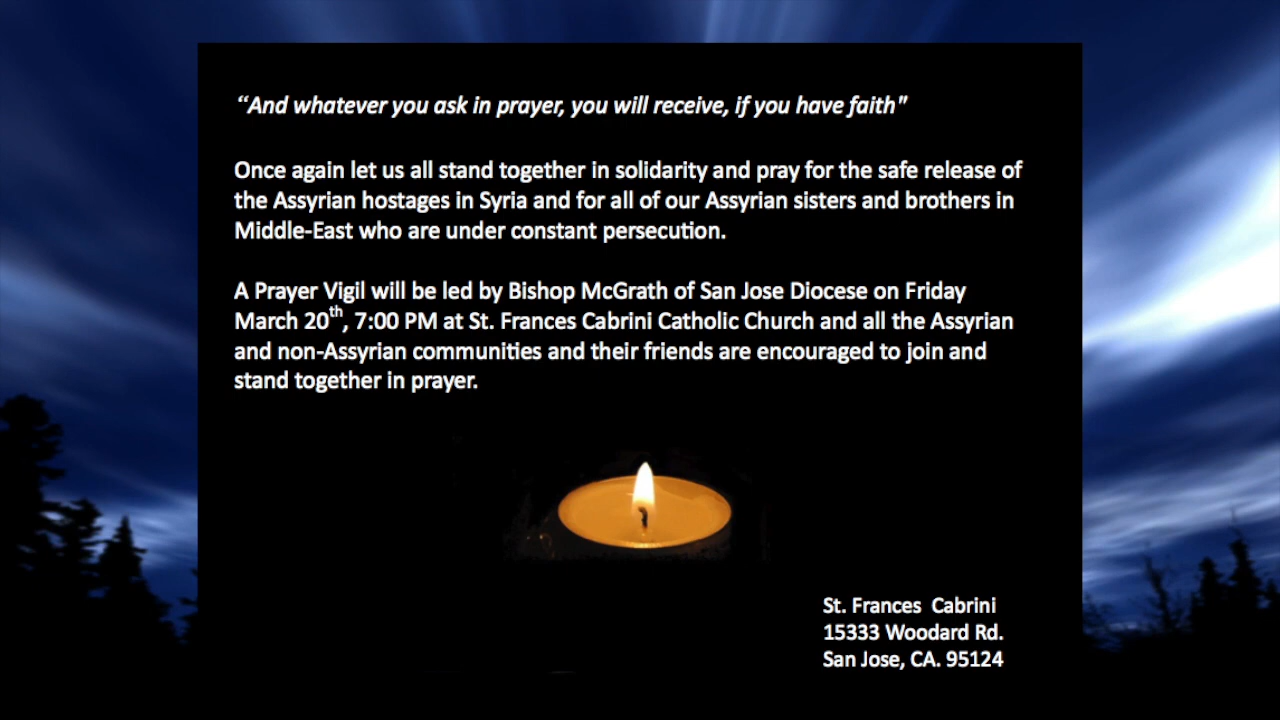 “And whatever you ask in prayer, you will receive, if you have faith"
Once again let us all stand together in solidarity and pray for the safe release of
the Assyrian hostages in Syria and for all of our Assyrian sisters and brothers in
Middle-East who are under constant persecution.
A Prayer Vigil will be led by Bishop McGrath of San Jose Diocese on Friday
March 20th, 7:00 PM at St. Frances Cabrini Catholic Church and all the Assyrian
and non-Assyrian communities and their friends are encouraged to join and
stand together in prayer.
St. Frances  Cabrini
15333 Woodard Rd.
San Jose, CA. 95124